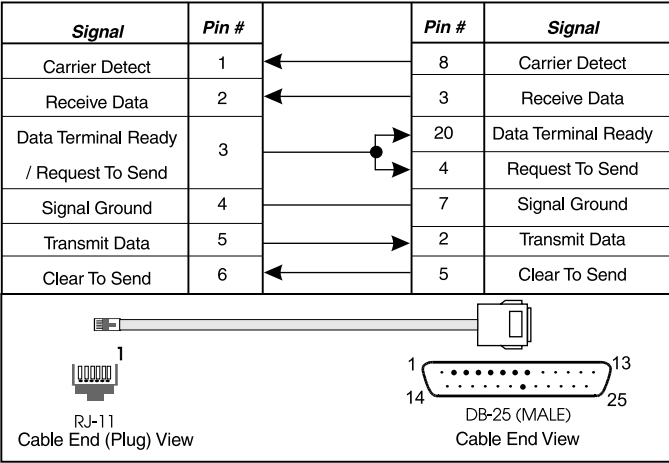 Signal Pin # Pin # Signal
Carrier Detect 1 8 Carrier Detect
Receive Data 2 3 Receive Data
Data Terminal Ready 20 Data Terminal Ready
3
/ Request To Send 4 Request To Send
Signal Ground 4 7 Signal Ground
Transmit Data 5 2 Transmit Data
Clear To Send 6 5 Clear To Send
1
RJ-11
Cable End (Plug) View
1 13
14 25
DB-25 (MALE)
Cable End View